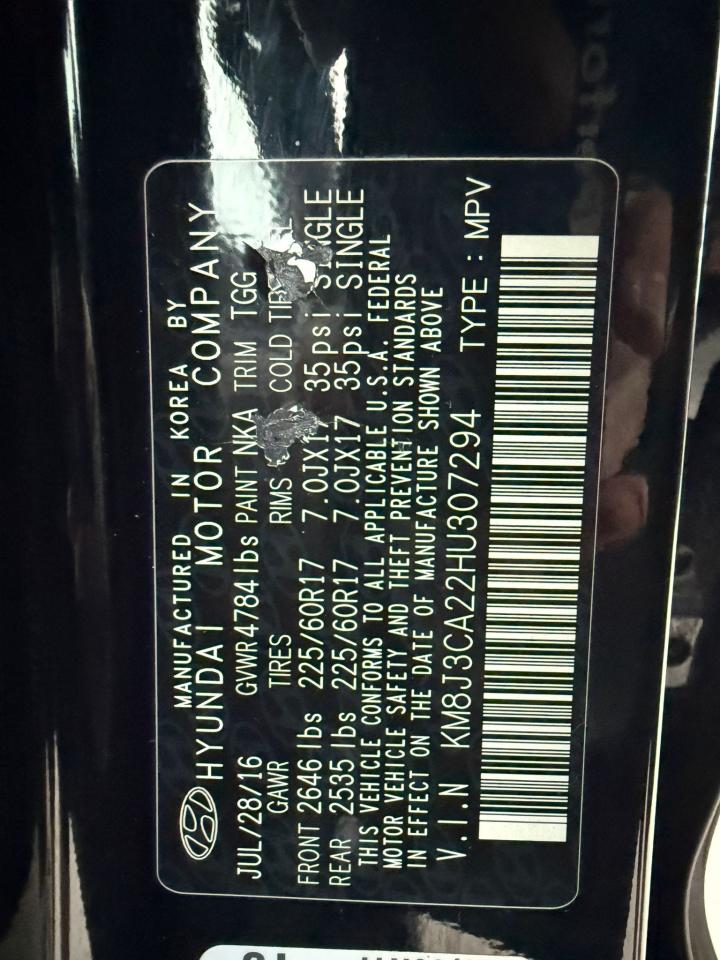 MANUFACTURED IN KOREA BY
HYUNDAI MOTOR COMPANY
JUL/28/16 GVWR 4784 lbs PAINT NKA TRIM TGG
GAWR TIRES RIMS COLD
FRONT 2646 lbs 225/60R17 35psi SINGLE
REAR 2535 lbs 225/60R17 7.0JX17 35psi SINGLE
THIS VEHICLE CONFORMS TO ALL APPLICABLE U.S.A. FEDERAL
MOTOR VEHICLE SAFETY AND THEFT PREVENTION STANDARDS
IN EFFECT ON THE DATE OF MANUFACTURE SHOWN ABOVE
V.I.N KM8J3CA22HU307294 TYPE : MPV